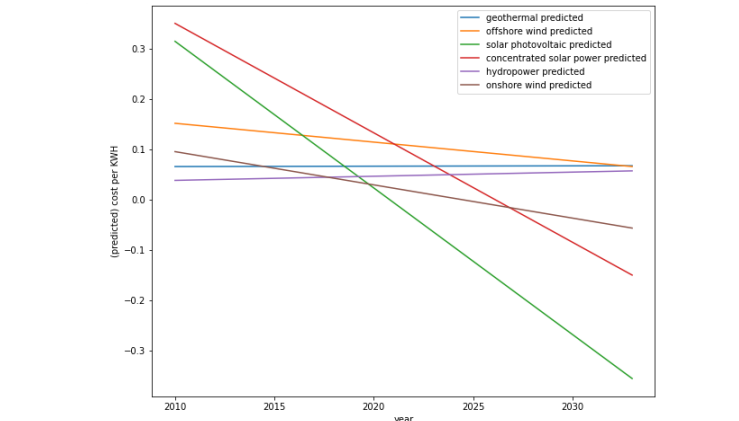 geothermal predicted
offshore wind predicted
solar photovoltaic predicted
concentrated solar power predicted
hydropower predicted
onshore wind predicted
(predicted) cost per KWH
0.3
0.2
0.1
0.0
−0.1
−0.2
−0.3
2010 2015 2020 2025 2030
year